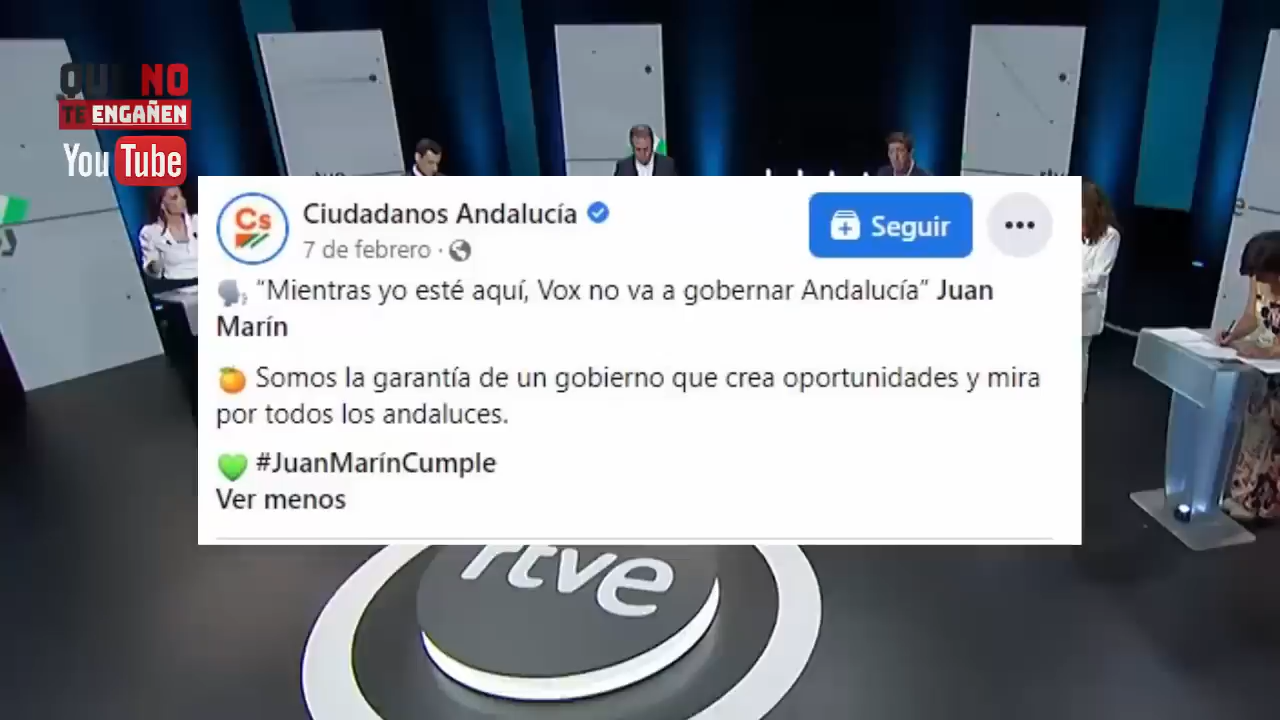 QUE NO
TE ENGAÑEN
YouTube
Cs
Ciudadanos Andalucía
7 de febrero ·
Seguir
“Mientras yo esté aquí, Vox no va a gobernar Andalucía” Juan
Marín
Somos la garantía de un gobierno que crea oportunidades y mira
por todos los andaluces.
#JuanMarínCumple
Ver menos
rtve